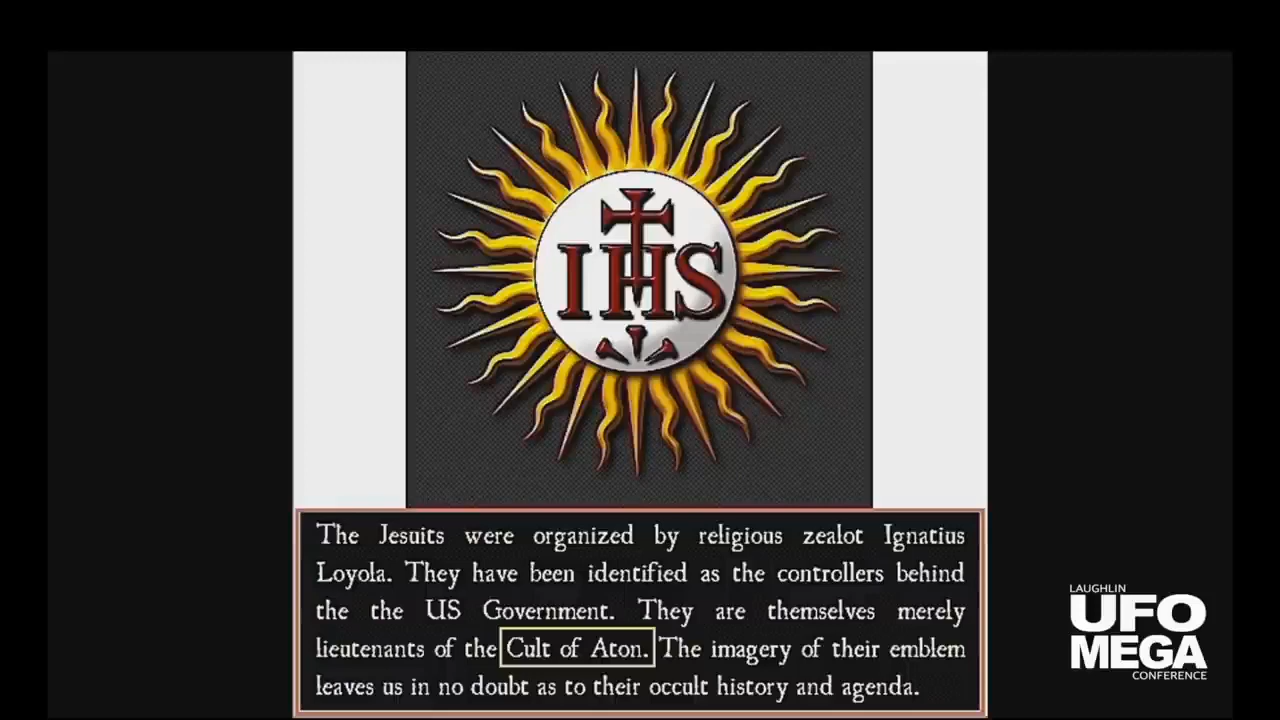 IHS
The Jesuits were organized by religious zealot Ignatius
Loyola. They have been identified as the controllers behind
the the US Government. They are themselves merely
lieutenants of the Cult of Aton. The imagery of their emblem
leaves us in no doubt as to their occult history and agenda.
LAUGHLIN
UFO
MEGA
CONFERENCE